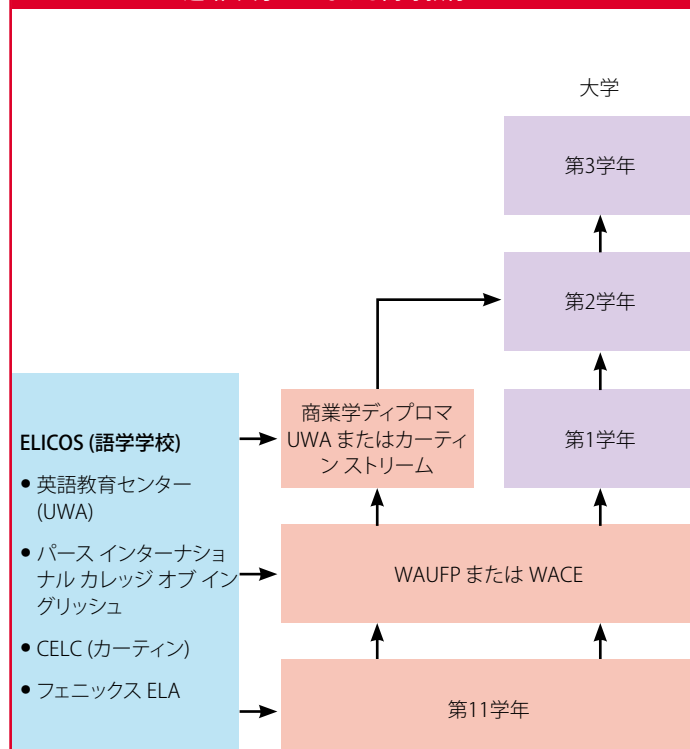 大学
第3学年
第2学年
商業学ディプロマ
UWA またはカーティ
ン ストリーム
第1学年
ELICOS (語学学校)
• 英語教育センター
(UWA)
• パース インターナショ
ナル カレッジ オブ イン
グリッシュ
• CELC (カーティン)
• フェニックス ELA
WAUFP または WACE
第11学年